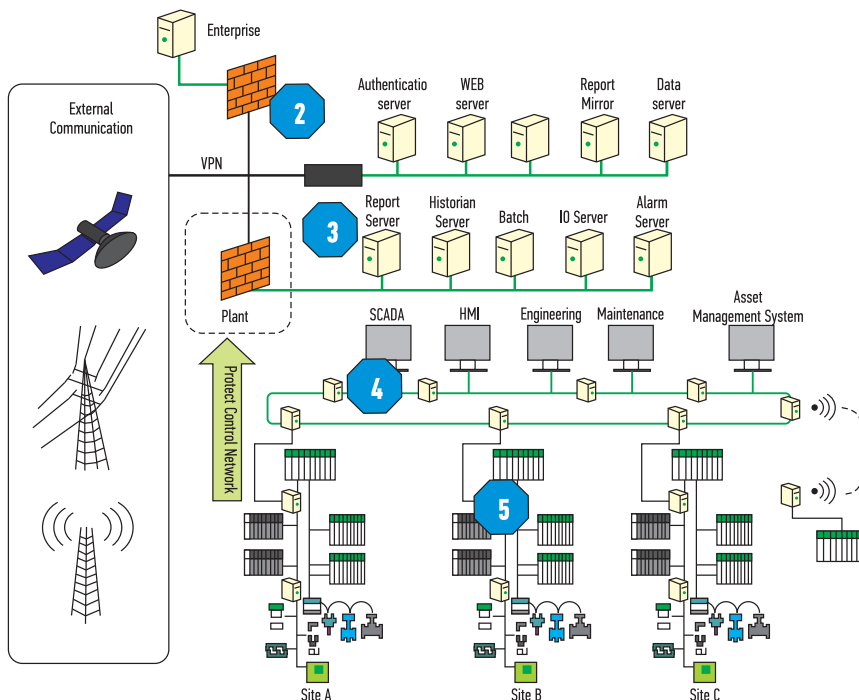 Enterprise
External
Communication
2
Authenticatio
server
WEB
server
Report
Mirror
Data
server
VPN
3
Report
Server
Historian
Server
Batch
IO Server
Alarm
Server
Plant
SCADA
HMI
Engineering
Maintenance
Asset
Management System
Protect Control Network
4
5
Site A
Site B
Site C